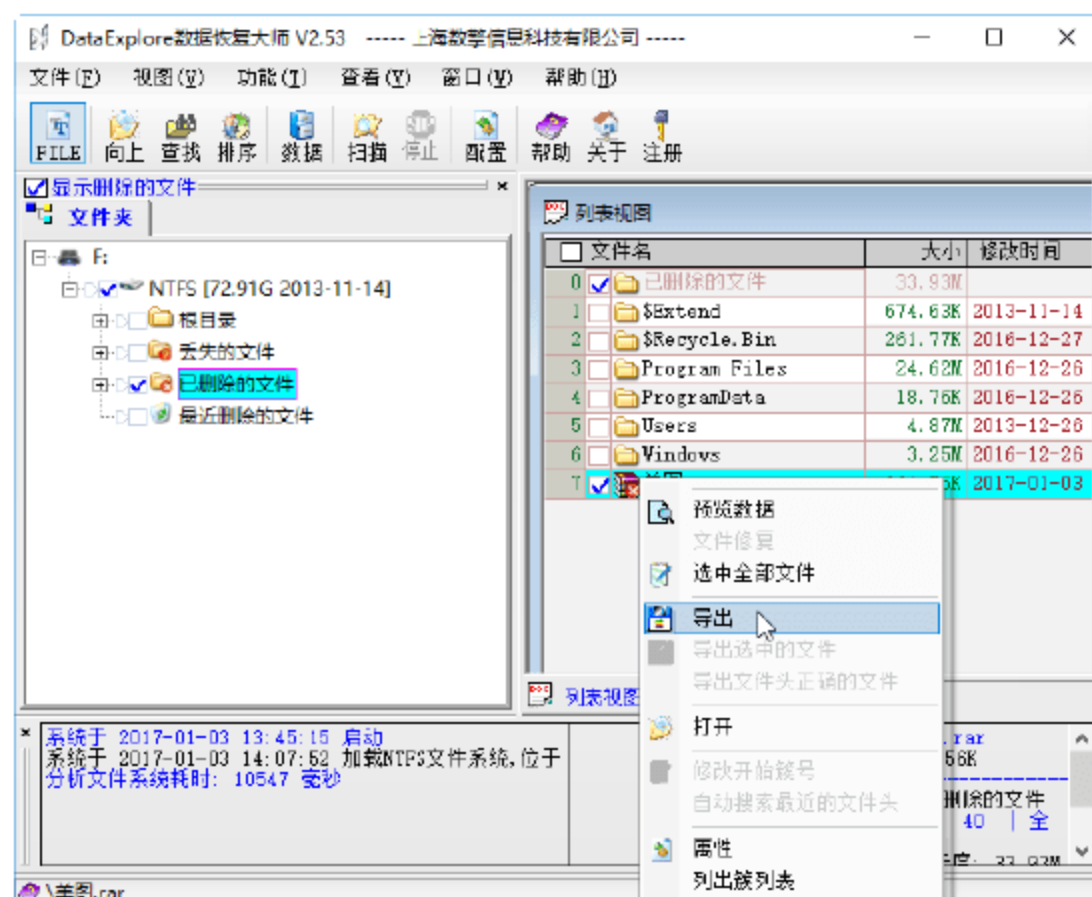 DataExplore数据恢复大师 V2.53 ----- 上海数擎信息科技有限公司 -----
文件(F) 视图(V) 功能(T) 查看(Y) 窗口(W) 帮助(H)
FILE 向上 查找 排序 数据 扫描 停止 配置 帮助 关于 注册
显示删除的文件
文件夹
F:
NTFS [72.91G 2013-11-14]
根目录
丢失的文件
已删除的文件
最近删除的文件
列表视图
文件名 大小 修改时间
0 已删除的文件 33.93M
1 $Extend 674.63K 2013-11-14
2 $Recycle.Bin 261.77K 2016-12-27
3 Program Files 24.62M 2016-12-26
4 ProgramData 18.76K 2016-12-26
5 Users 4.87M 2013-12-26
6 Windows 3.25M 2016-12-26
7 2017-01-03
预览数据
文件修复
选中全部文件
导出
导出选中的文件
导出文件头正确的文件
打开
修改开始簇号
自动搜索最近的文件头
属性
列出簇列表
列表视图
系统于 2017-01-03 13:45:15 启动
系统于 2017-01-03 14:07:52 加载NTFS文件系统,位于
分析文件系统耗时: 10547 毫秒
.rar
56K
删除的文件
40 | 全
度: 33.93M
\美图.rar